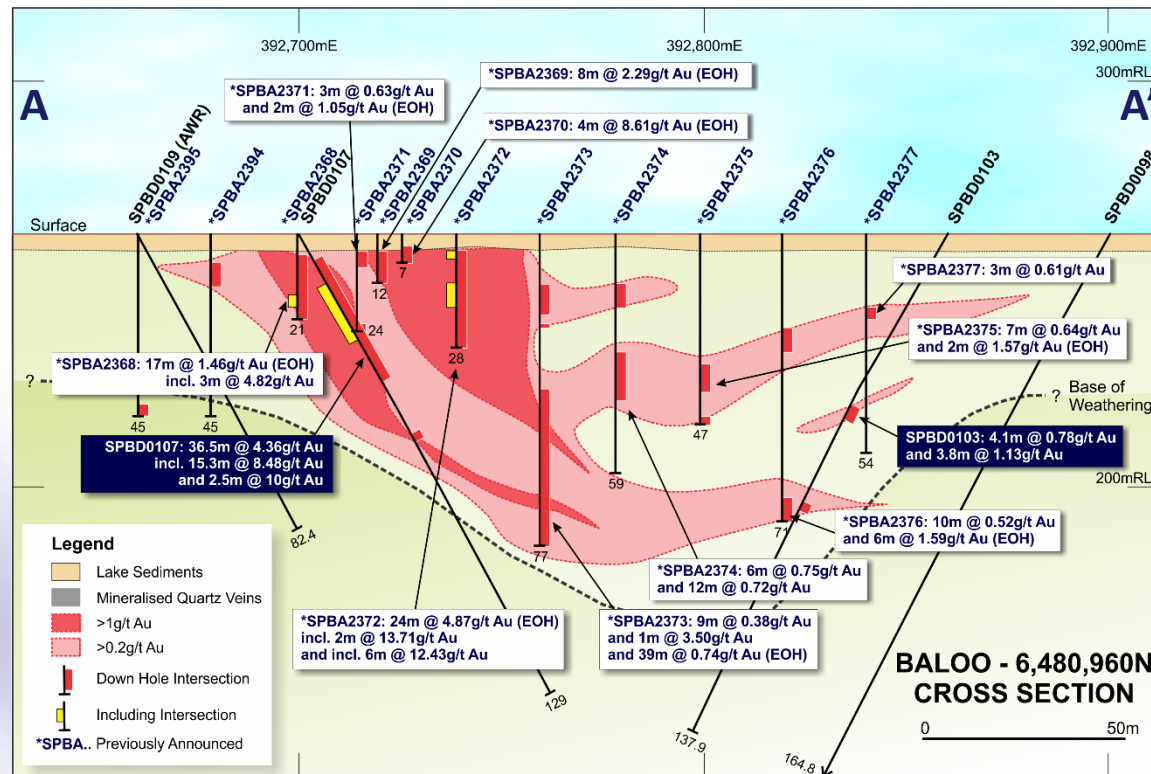 392,700mE
392,800mE
392,900mE
300mRL
A
A'
*SPBA2369: 8m @ 2.29g/t Au (EOH)
*SPBA2371: 3m @ 0.63g/t Au
and 2m @ 1.05g/t Au (EOH)
*SPBA2370: 4m @ 8.61g/t Au (EOH)
SPBD0109 (AWR)
*SPBA2395
*SPBA2394
*SPBA2368
SPBD0107
*SPBA2371
*SPBA2369
*SPBA2370
*SPBA2372
*SPBA2373
*SPBA2374
*SPBA2375
*SPBA2376
*SPBA2377
SPBD0103
SPBD0098
Surface
7
12
21
24
28
*SPBA2377: 3m @ 0.61g/t Au
*SPBA2375: 7m @ 0.64g/t Au
and 2m @ 1.57g/t Au (EOH)
*SPBA2368: 17m @ 1.46g/t Au (EOH)
incl. 3m @ 4.82g/t Au
?
?
Base of
Weathering
45
45
47
54
59
SPBD0107: 36.5m @ 4.36g/t Au
incl. 15.3m @ 8.48g/t Au
and 2.5m @ 10g/t Au
SPBD0103: 4.1m @ 0.78g/t Au
and 3.8m @ 1.13g/t Au
200mRL
82.4
77
71
*SPBA2376: 10m @ 0.52g/t Au
and 6m @ 1.59g/t Au (EOH)
*SPBA2374: 6m @ 0.75g/t Au
and 12m @ 0.72g/t Au
*SPBA2372: 24m @ 4.87g/t Au (EOH)
incl. 2m @ 13.71g/t Au
and incl. 6m @ 12.43g/t Au
*SPBA2373: 9m @ 0.38g/t Au
and 1m @ 3.50g/t Au
and 39m @ 0.74g/t Au (EOH)
129
137.9
164.8
Legend
Lake Sediments
Mineralised Quartz Veins
>1g/t Au
>0.2g/t Au
Down Hole Intersection
Including Intersection
*SPBA.. Previously Announced
BALOO - 6,480,960N
CROSS SECTION
0
50m